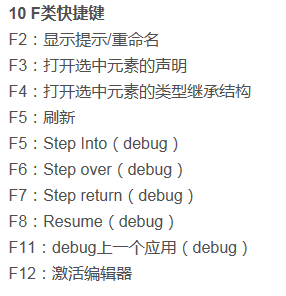 10 F类快捷键
F2：显示提示/重命名
F3：打开选中元素的声明
F4：打开选中元素的类型继承结构
F5：刷新
F5：Step Into（debug）
F6：Step over（debug）
F7：Step return（debug）
F8：Resume（debug）
F11：debug上一个应用（debug）
F12：激活编辑器